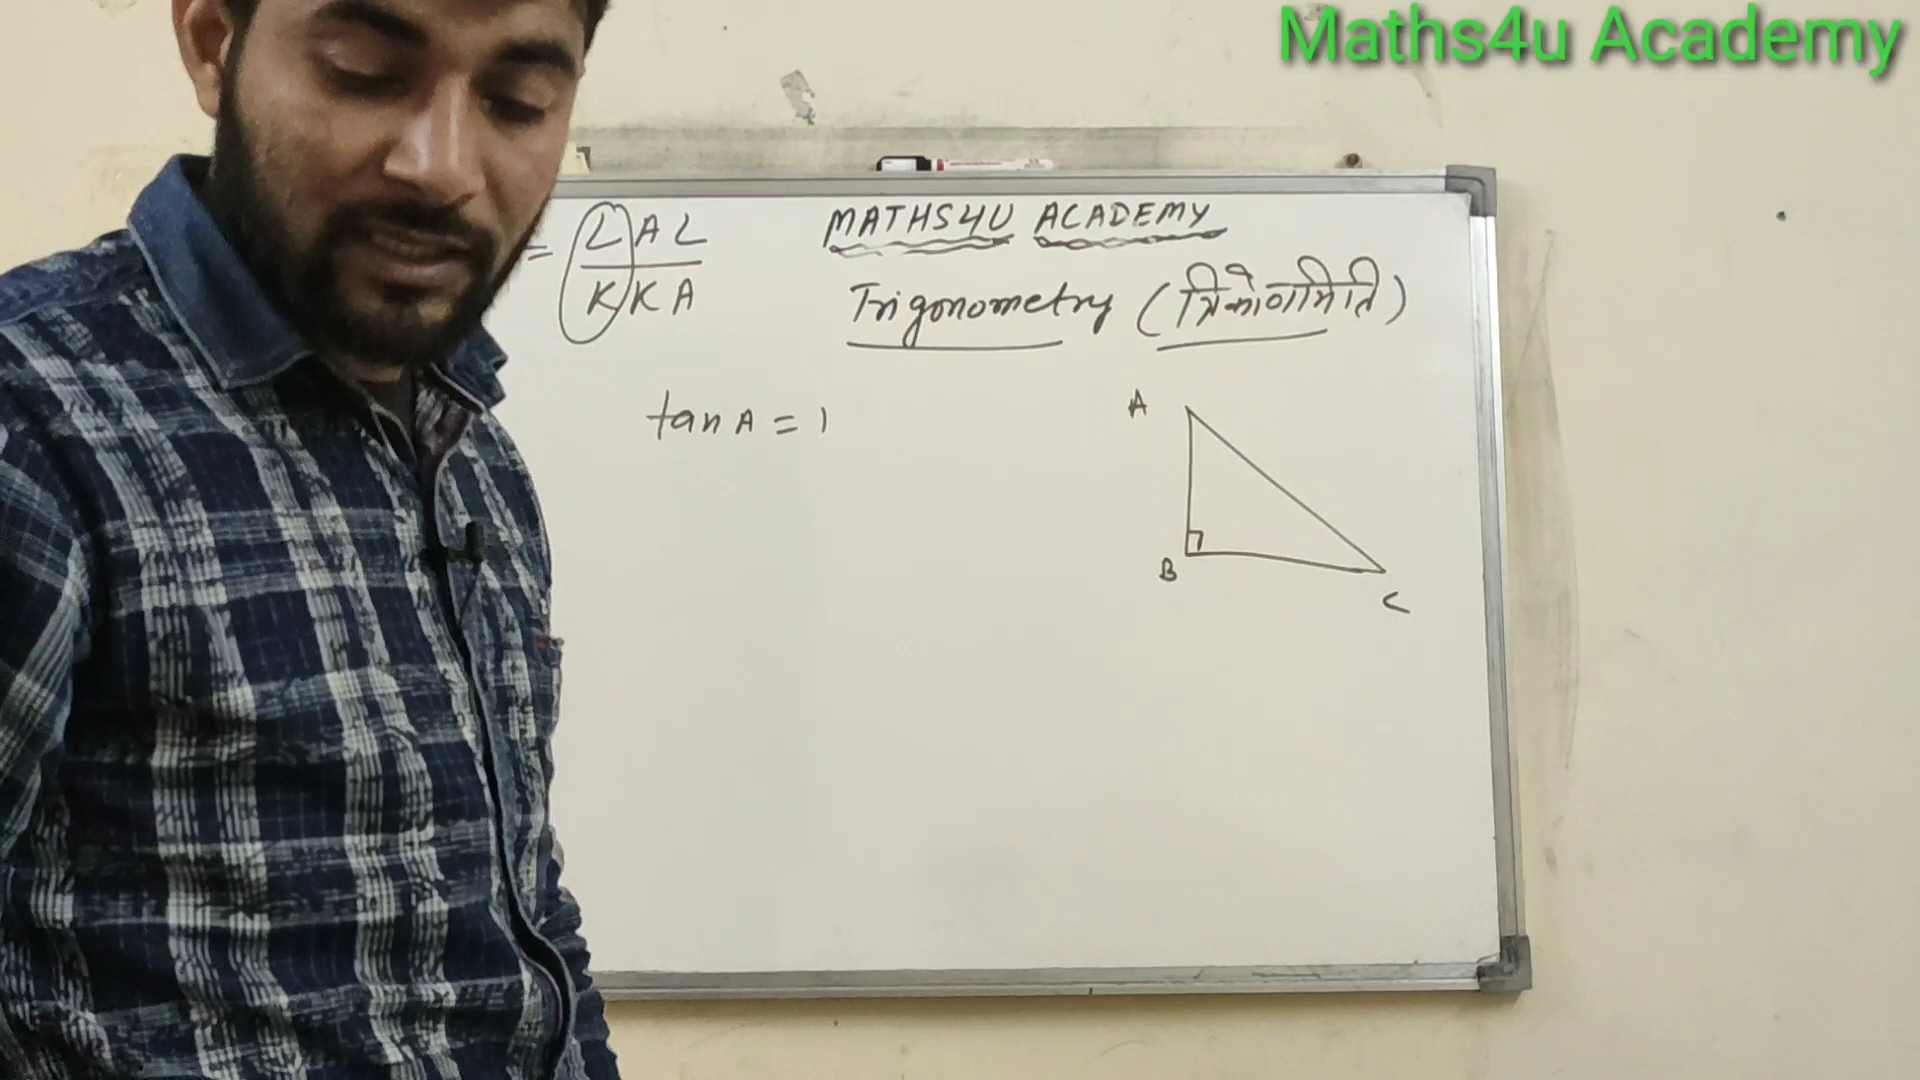 Maths4u Academy
MATHS4U ACADEMY
= LAL
KKA
Trigonometry (त्रिकोणमिति)
tan A = 1
A
B
C